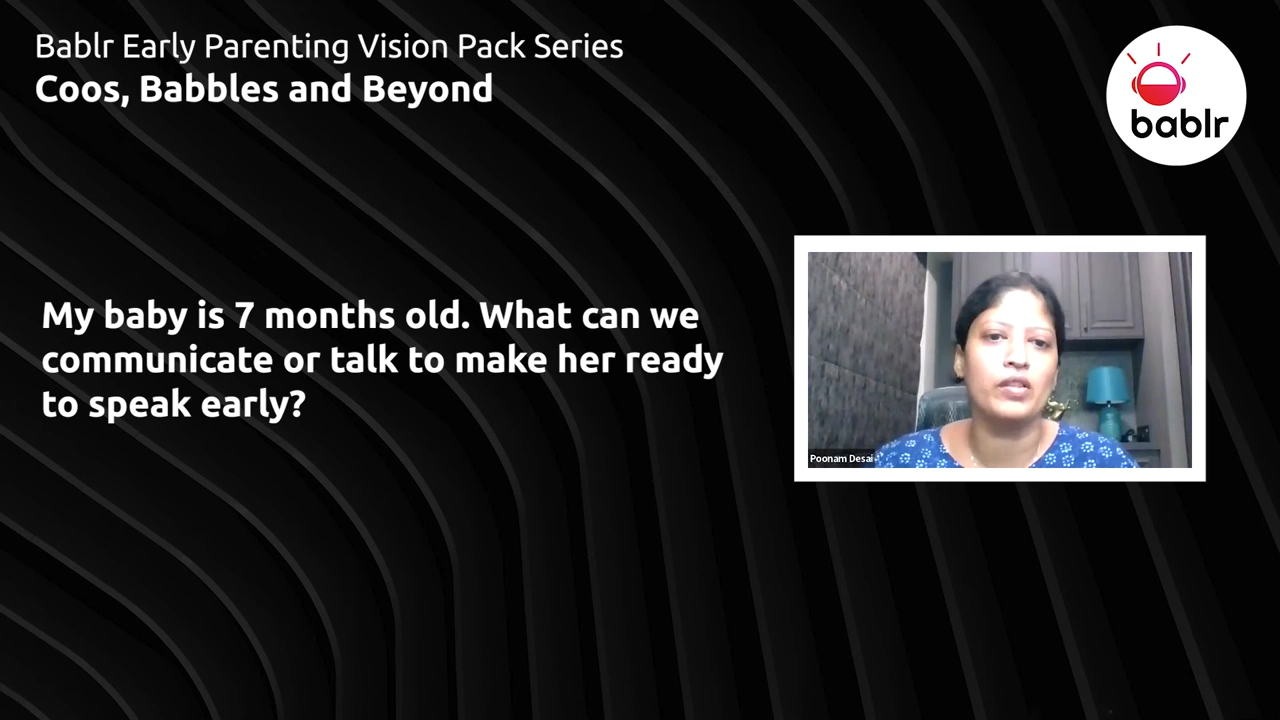 Bablr Early Parenting Vision Pack Series
Coos, Babbles and Beyond
bablr
My baby is 7 months old. What can we
communicate or talk to make her ready
to speak early?
Poonam Desai